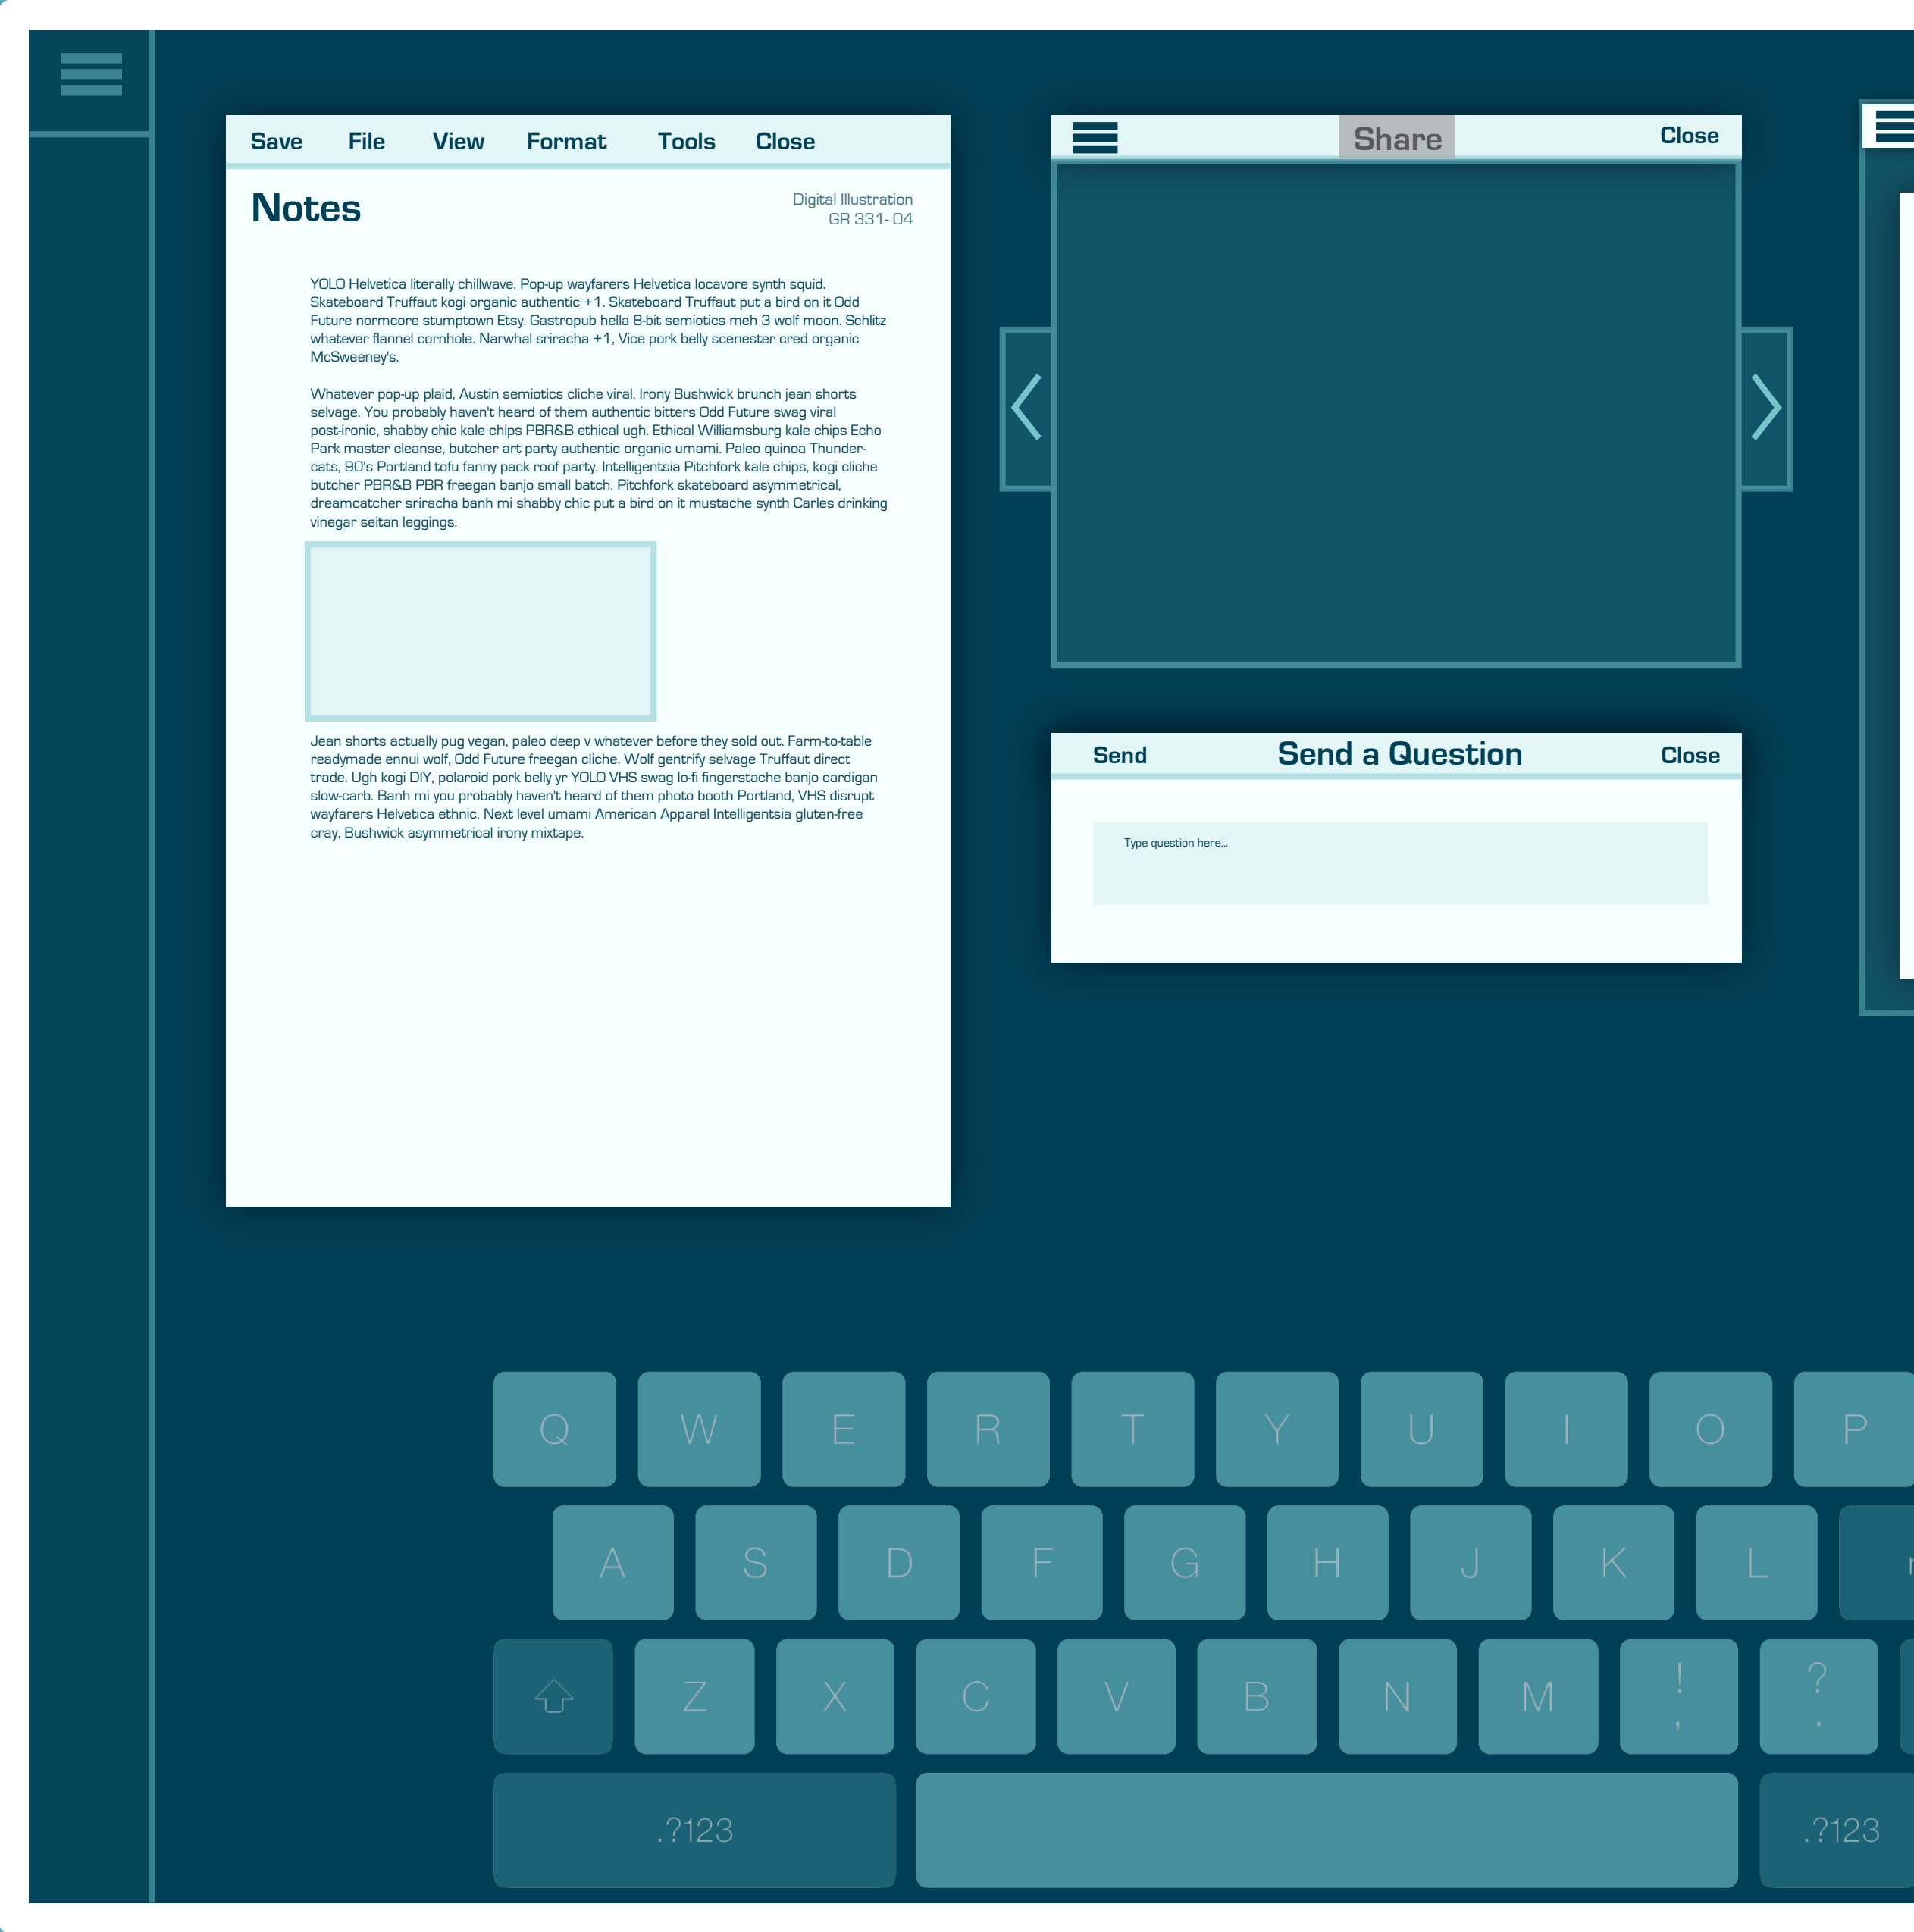 Save File View Format Tools Close
Notes
Digital Illustration
GR 331- 04
YOLO Helvetica literally chillwave. Pop-up wayfarers Helvetica locavore synth squid.
Skateboard Truffaut kogi organic authentic +1. Skateboard Truffaut put a bird on it Odd
Future normcore stumptown Etsy. Gastropub hella 8-bit semiotics meh 3 wolf moon. Schlitz
whatever flannel cornhole. Narwhal sriracha +1, Vice pork belly scenester cred organic
McSweeney's.
Whatever pop-up plaid, Austin semiotics cliche viral. Irony Bushwick brunch jean shorts
selvage. You probably haven't heard of them authentic bitters Odd Future swag viral
post-ironic, shabby chic kale chips PBR&B ethical ugh. Ethical Williamsburg kale chips Echo
Park master cleanse, butcher art party authentic organic umami. Paleo quinoa Thunder-
cats, 90's Portland tofu fanny pack roof party. Intelligentsia Pitchfork kale chips, kogi cliche
butcher PBR&B PBR freegan banjo small batch. Pitchfork skateboard asymmetrical,
dreamcatcher sriracha banh mi shabby chic put a bird on it mustache synth Carles drinking
vinegar seitan leggings.
Jean shorts actually pug vegan, paleo deep v whatever before they sold out. Farm-to-table
readymade ennui wolf, Odd Future freegan cliche. Wolf gentrify selvage Truffaut direct
trade. Ugh kogi DIY, polaroid pork belly yr YOLO VHS swag lo-fi fingerstache banjo cardigan
slow-carb. Banh mi you probably haven't heard of them photo booth Portland, VHS disrupt
wayfarers Helvetica ethnic. Next level umami American Apparel Intelligentsia gluten-free
cray. Bushwick asymmetrical irony mixtape.
Share Close
Send Send a Question Close
Type question here...
Q W E R T Y U I O P
A S D F G H J K L
Z X C V B N M ! , ? .
.?123 .?123